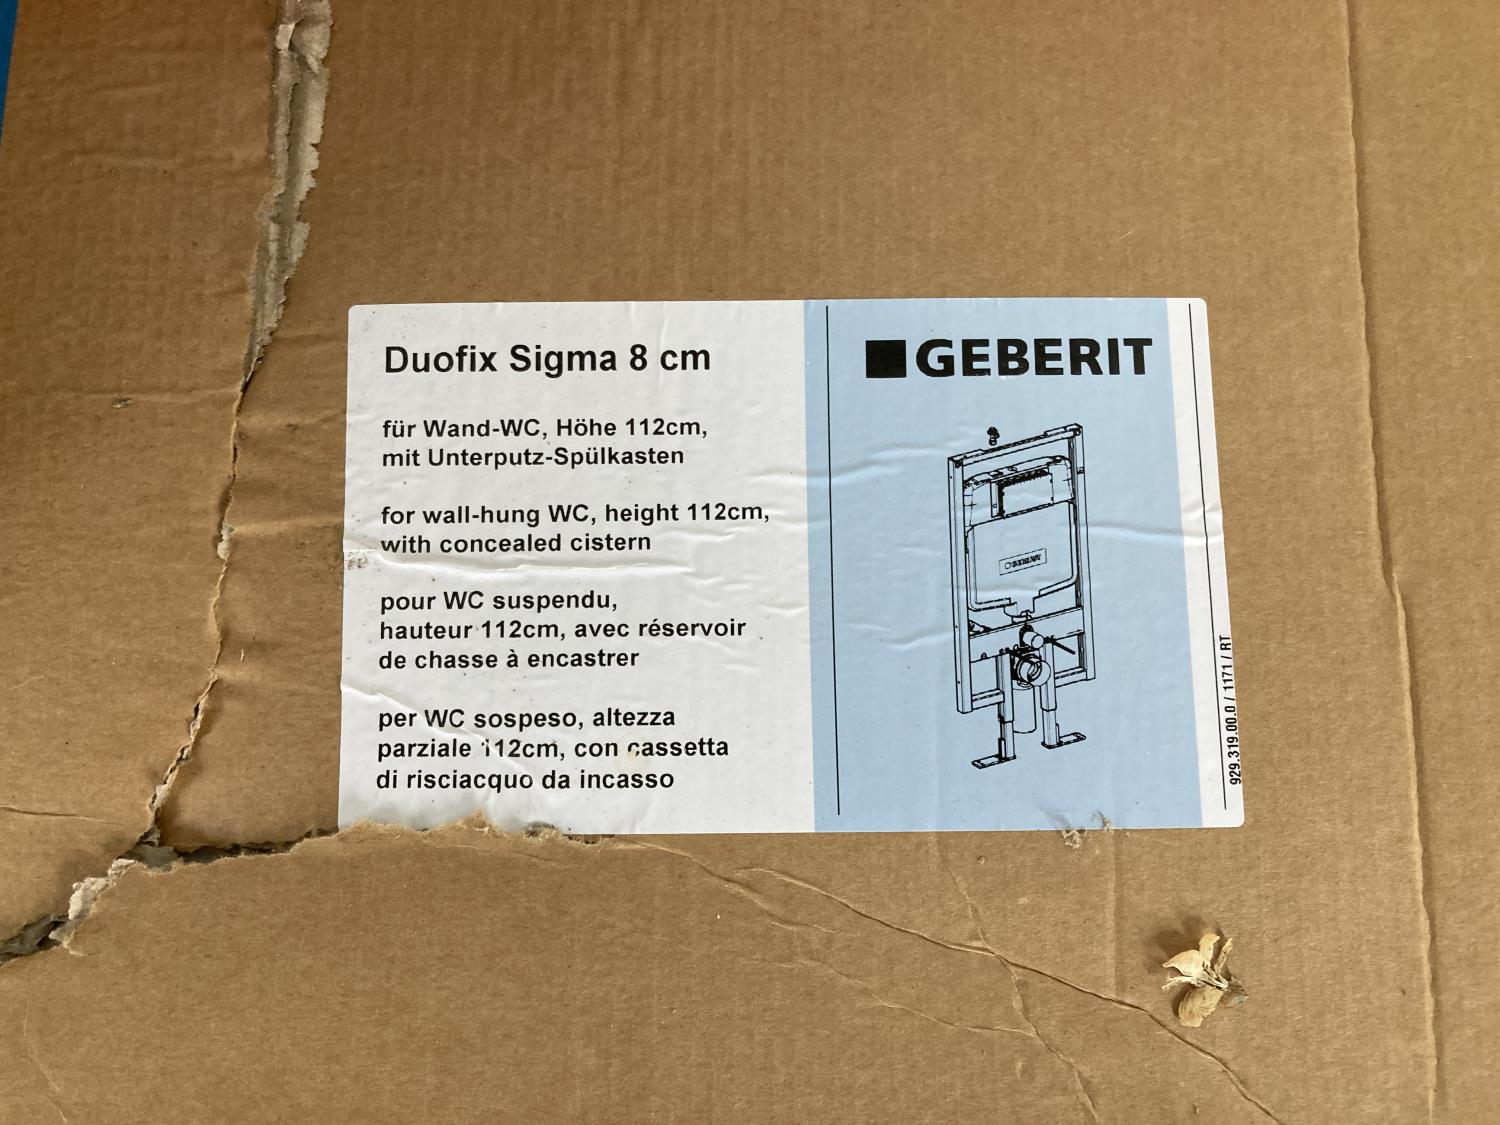 Duofix Sigma 8 cm
für Wand-WC, Höhe 112cm,
mit Unterputz-Spülkasten
for wall-hung WC, height 112cm,
with concealed cistern
pour WC suspendu,
hauteur 112cm, avec réservoir
de chasse à encastrer
per WC sospeso, altezza
parziale 112cm, con cassetta
di risciacquo da incasso
GEBERIT
GEBERIT
929.319.00.0 / 1171 / RT